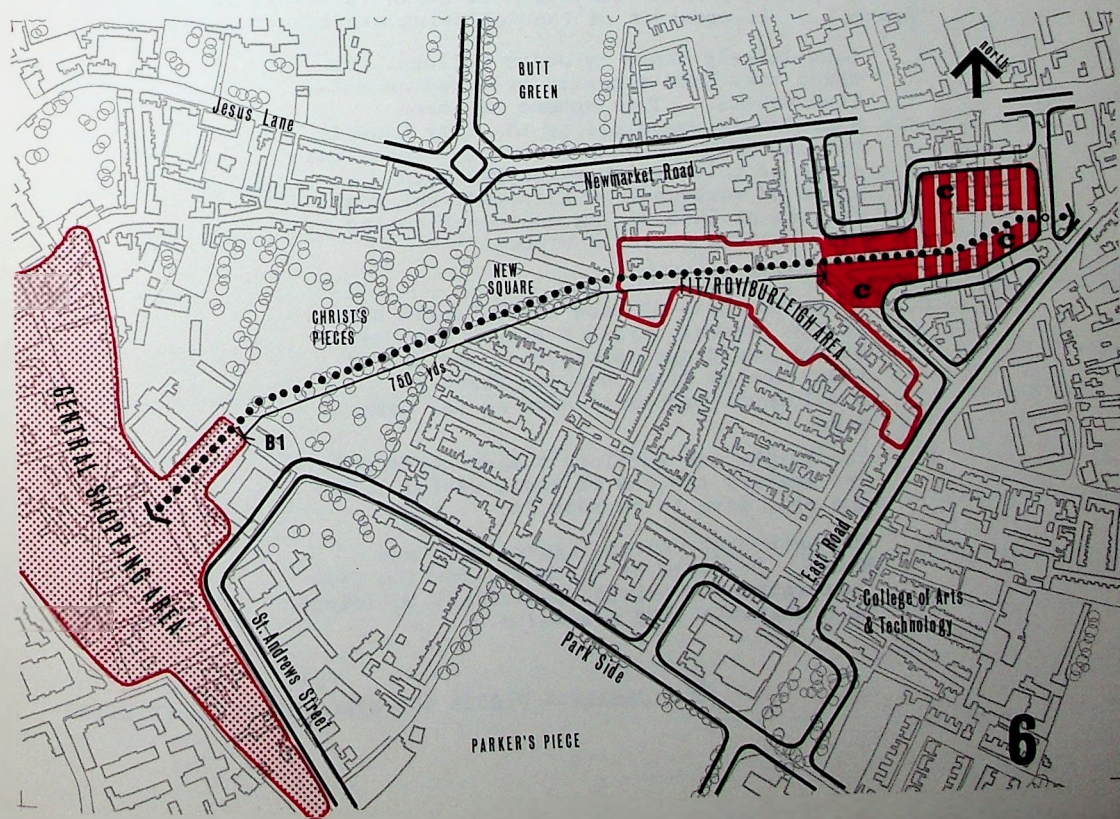 north
BUTT
GREEN
Jesus Lane
Newmarket Road
C
C
NEW
SQUARE
FITZROY/BURLEIGH AREA
C
CHRIST'S
PIECES
750 yds
CENTRAL SHOPPING AREA
B1
East Road
College of Arts
& Technology
St. Andrews Street
Park Side
PARKER'S PIECE
6